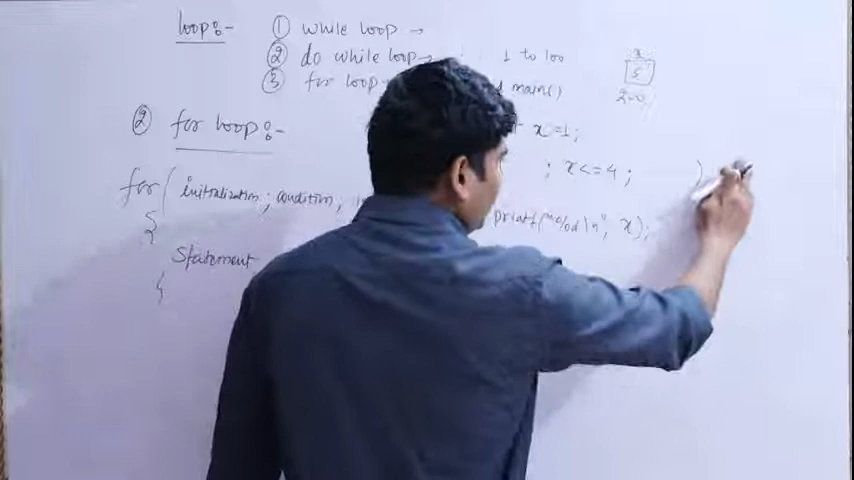 loop:- ① while loop →
② do while loop → 1 to 100
③ for loop main()
x
5
② for loop:- x=1;
; x<=4; )
for( initialization; condition,
{ printf("%d\n", x);
Statement
{